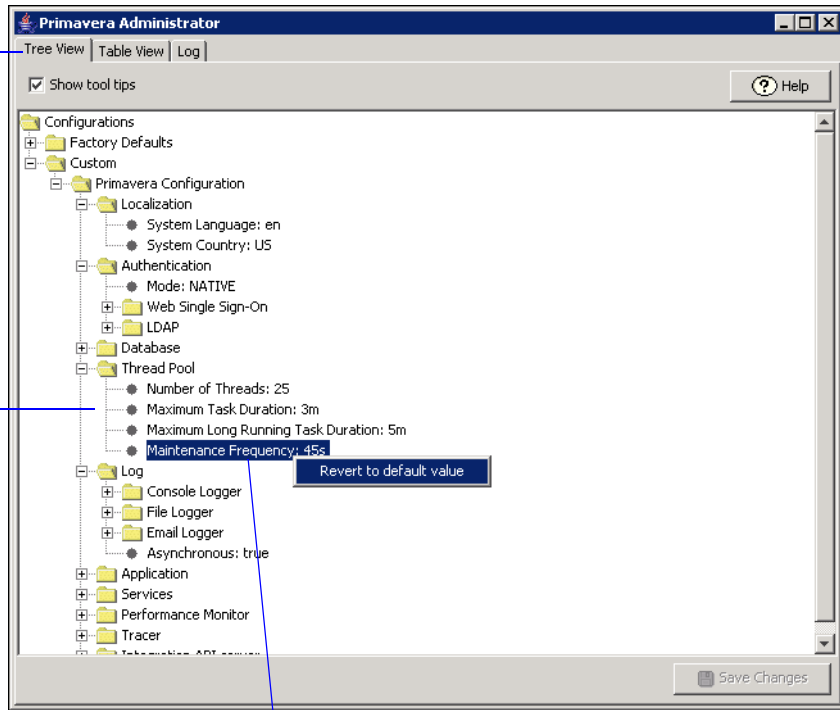 Primavera Administrator
Tree View Table View Log
Show tool tips
Help
Configurations
Factory Defaults
Custom
Primavera Configuration
Localization
System Language: en
System Country: US
Authentication
Mode: NATIVE
Web Single Sign-On
LDAP
Database
Thread Pool
Number of Threads: 25
Maximum Task Duration: 3m
Maximum Long Running Task Duration: 5m
Maintenance Frequency: 45s
Revert to default value
Log
Console Logger
File Logger
Email Logger
Asynchronous: true
Application
Services
Performance Monitor
Tracer
Integration API server
Save Changes